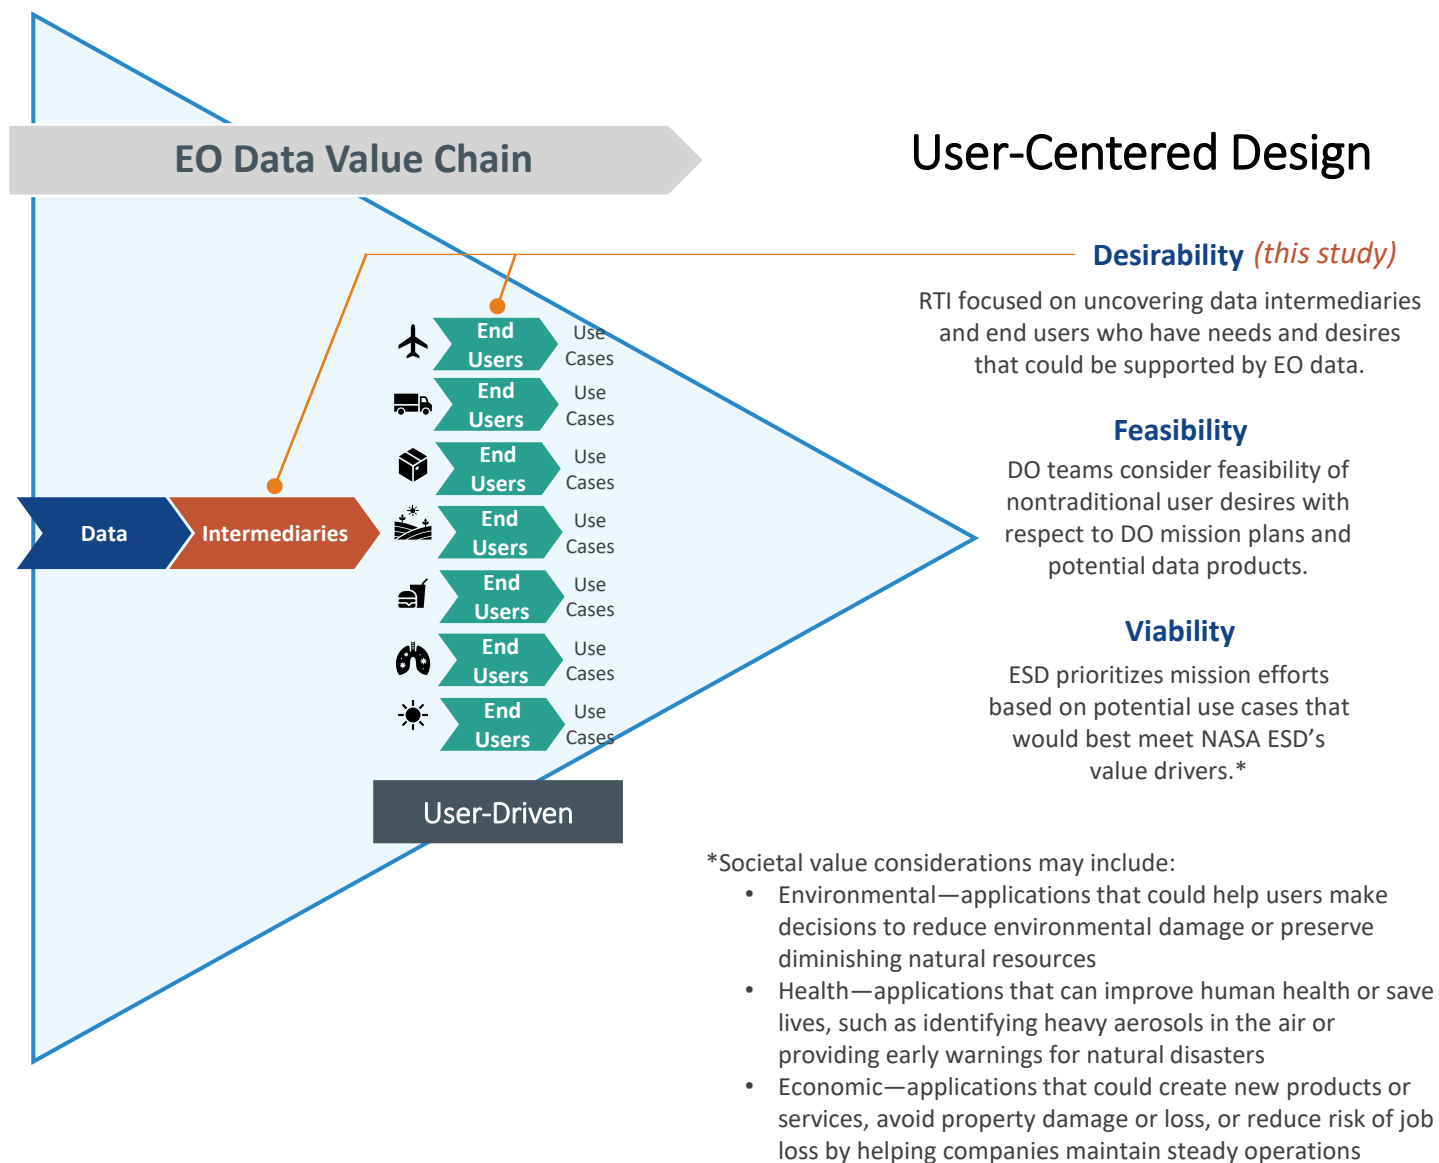 EO Data Value Chain
User-Centered Design
Desirability (this study)
RTI focused on uncovering data intermediaries
and end users who have needs and desires
that could be supported by EO data.
Feasibility
DO teams consider feasibility of
nontraditional user desires with
respect to DO mission plans and
potential data products.
Viability
ESD prioritizes mission efforts
based on potential use cases that
would best meet NASA ESD’s
value drivers.*
Data
Intermediaries
End
Users
Use
Cases
End
Users
Use
Cases
End
Users
Use
Cases
End
Users
Use
Cases
End
Users
Use
Cases
End
Users
Use
Cases
End
Users
Use
Cases
User-Driven
*Societal value considerations may include:
• Environmental—applications that could help users make
decisions to reduce environmental damage or preserve
diminishing natural resources
• Health—applications that can improve human health or save
lives, such as identifying heavy aerosols in the air or
providing early warnings for natural disasters
• Economic—applications that could create new products or
services, avoid property damage or loss, or reduce risk of job
loss by helping companies maintain steady operations